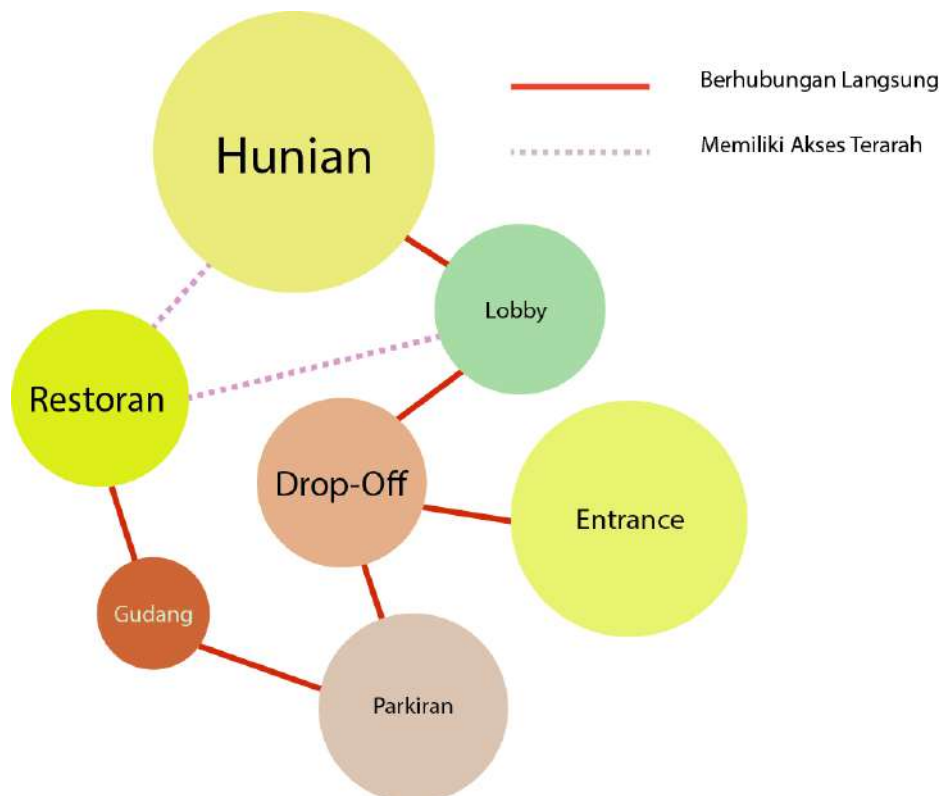 Berhubungan Langsung
Hunian
Memiliki Akses Terarah
Lobby
Restoran
Drop-Off
Entrance
Gudang
Parkiran